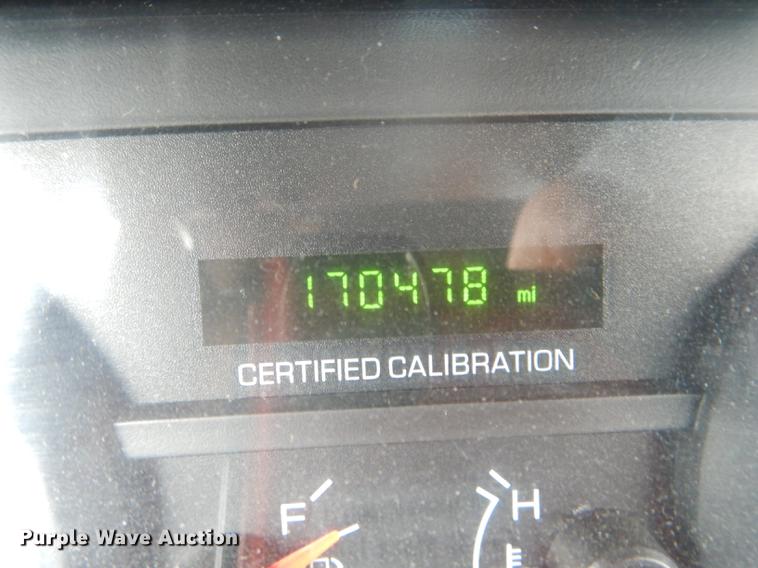 170478 mi
CERTIFIED CALIBRATION
F H
Purple Wave Auction